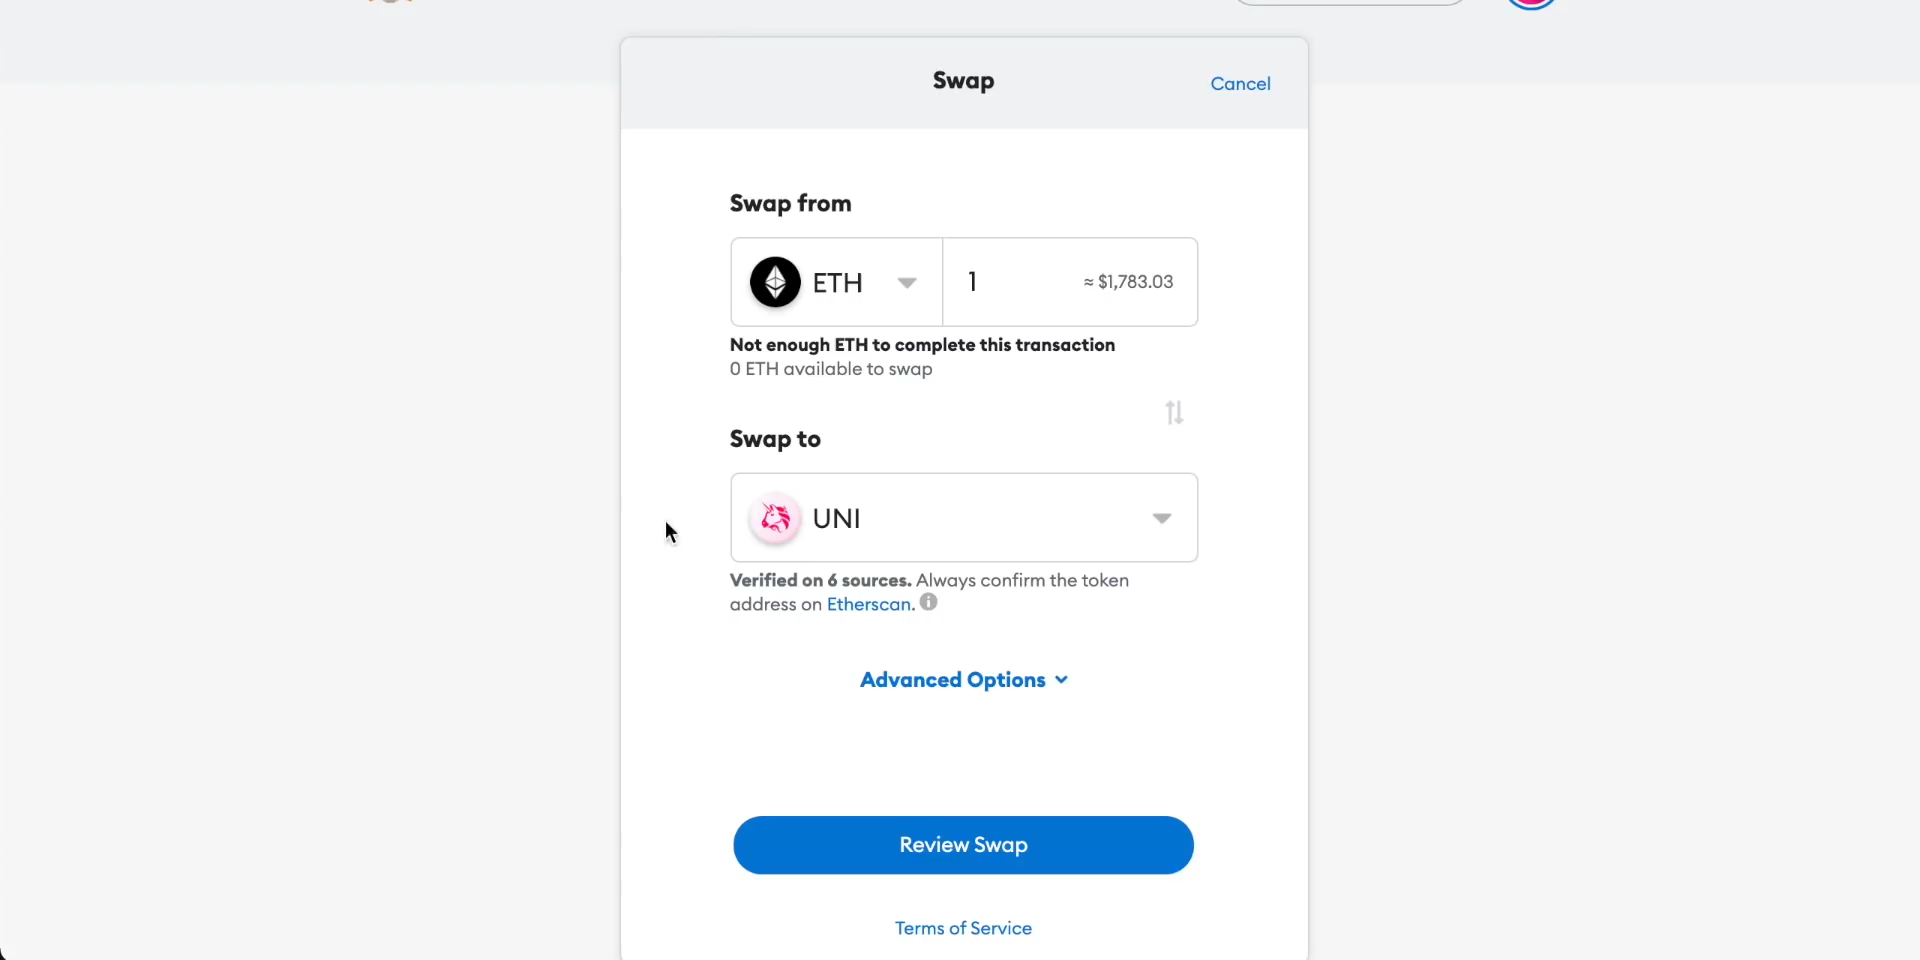 Swap
Cancel
Swap from
ETH
1
≈ $1,783.03
Not enough ETH to complete this transaction
0 ETH available to swap
Swap to
UNI
Verified on 6 sources. Always confirm the token
address on Etherscan.
Advanced Options
Review Swap
Terms of Service